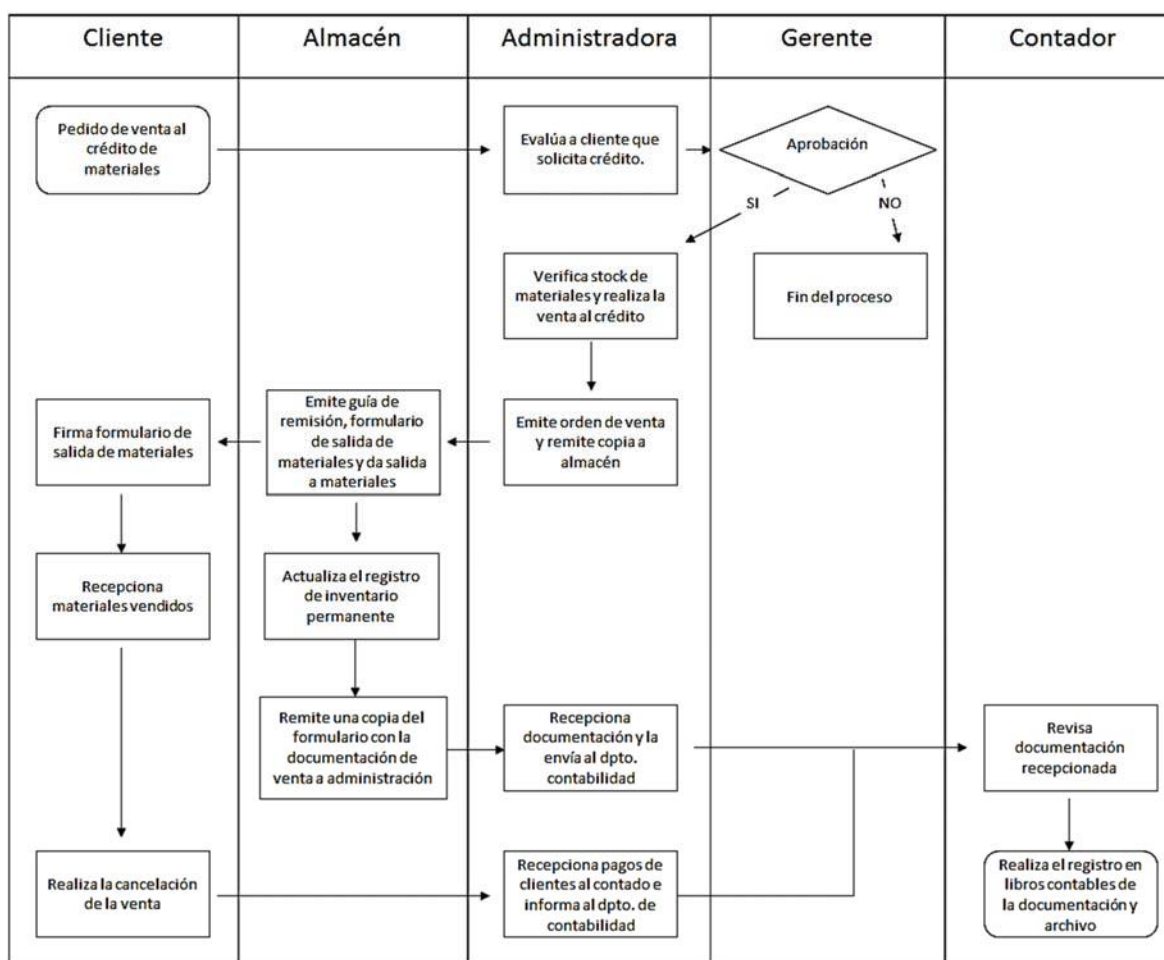 Cliente
Almacén
Administradora
Gerente
Contador
Pedido de venta al
crédito de
materiales
Evalúa a cliente que
solicita crédito.
Aprobación
SI
NO
Verifica stock de
materiales y realiza la
venta al crédito
Fin del proceso
Firma formulario de
salida de materiales
Emite guía de
remisión, formulario
de salida de
materiales y da salida
a materiales
Emite orden de venta
y remite copia a
almacén
Recepciona
materiales vendidos
Actualiza el registro
de inventario
permanente
Remite una copia del
formulario con la
documentación de
venta a administración
Recepciona
documentación y la
envía al dpto.
contabilidad
Revisa
documentación
recepcionada
Realiza la cancelación
de la venta
Recepciona pagos de
clientes al contado e
informa al dpto. de
contabilidad
Realiza el registro en
libros contables de
la documentación y
archivo